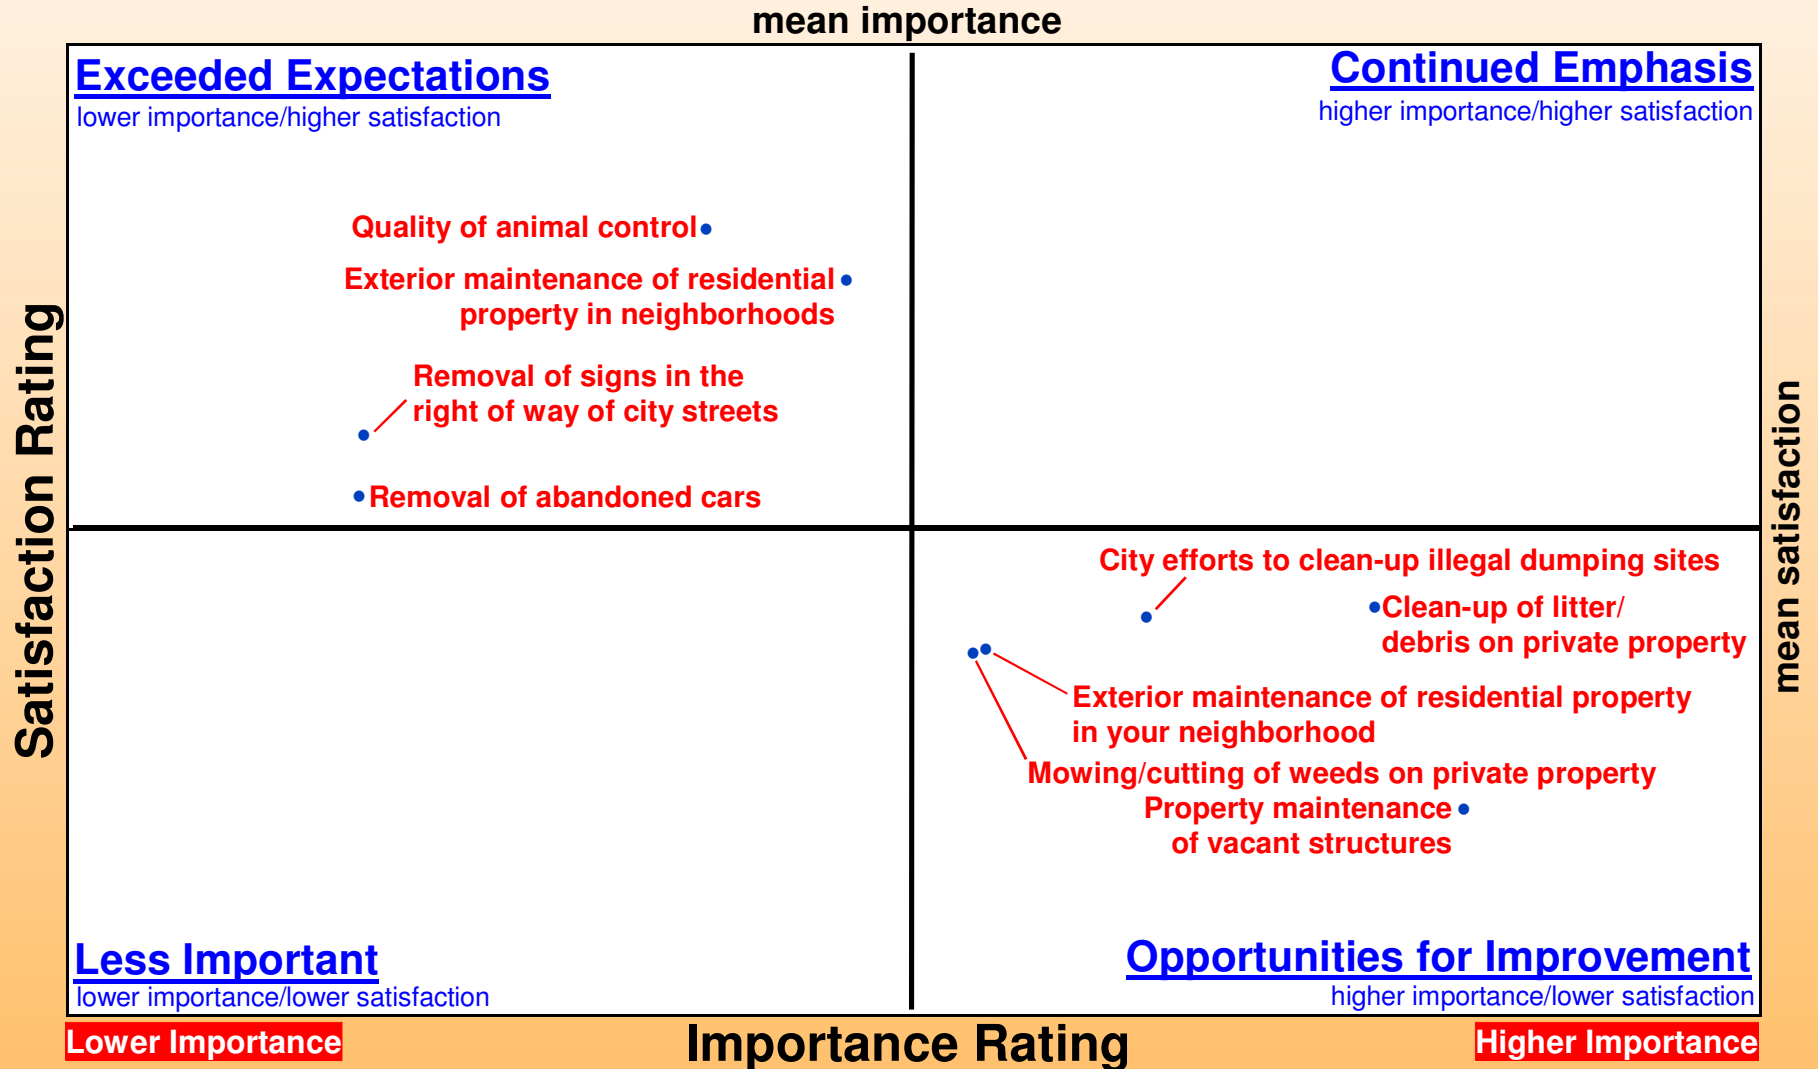 mean importance
Exceeded Expectations
lower importance/higher satisfaction
Continued Emphasis
higher importance/higher satisfaction
Quality of animal control
Exterior maintenance of residential
property in neighborhoods
Removal of signs in the
right of way of city streets
Removal of abandoned cars
Satisfaction Rating
mean satisfaction
City efforts to clean-up illegal dumping sites
Clean-up of litter/
debris on private property
Exterior maintenance of residential property
in your neighborhood
Mowing/cutting of weeds on private property
Property maintenance
of vacant structures
Less Important
lower importance/lower satisfaction
Opportunities for Improvement
higher importance/lower satisfaction
Lower Importance
Importance Rating
Higher Importance